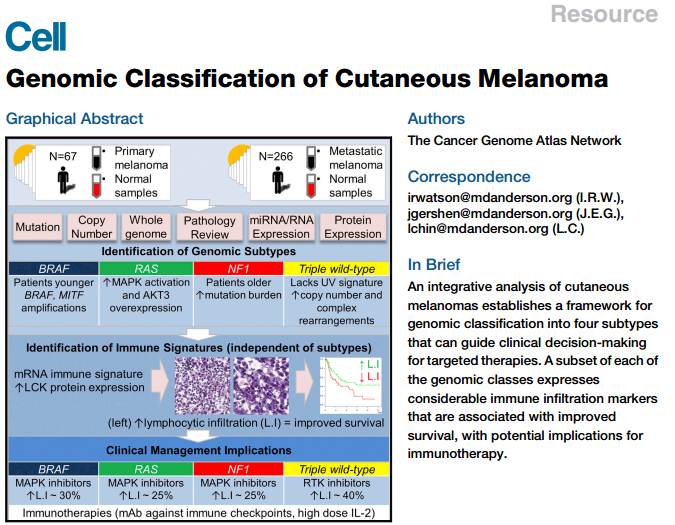 Resource
Cell
Genomic Classification of Cutaneous Melanoma
Graphical Abstract
N=67
• Primary
melanoma
• Normal
samples
N=266
• Metastatic
melanoma
• Normal
samples
Mutation
Copy
Number
Whole
genome
Pathology
Review
miRNA/RNA
Expression
Protein
Expression
Identification of Genomic Subtypes
BRAF
RAS
NF1
Triple wild-type
Patients younger
BRAF, MITF
amplifications
↑MAPK activation
and AKT3
overexpression
Patients older
↑mutation burden
Lacks UV signature
↑copy number and
complex
rearrangements
Identification of Immune Signatures (independent of subtypes)
mRNA immune signature
↑LCK protein expression
↑ L.I
↓ L.I
(left) ↑lymphocytic infiltration (L.I) = improved survival
Clinical Management Implications
BRAF
RAS
NF1
Triple wild-type
MAPK inhibitors
↑L.I ~ 30%
MAPK inhibitors
↑L.I ~ 25%
MAPK inhibitors
↑L.I ~ 25%
RTK inhibitors
↑L.I ~ 40%
Immunotherapies (mAb against immune checkpoints, high dose IL-2)
Authors
The Cancer Genome Atlas Network
Correspondence
irwatson@mdanderson.org (I.R.W.),
jgershen@mdanderson.org (J.E.G.),
lchin@mdanderson.org (L.C.)
In Brief
An integrative analysis of cutaneous
melanomas establishes a framework for
genomic classification into four subtypes
that can guide clinical decision-making
for targeted therapies. A subset of each of
the genomic classes expresses
considerable immune infiltration markers
that are associated with improved
survival, with potential implications for
immunotherapy.